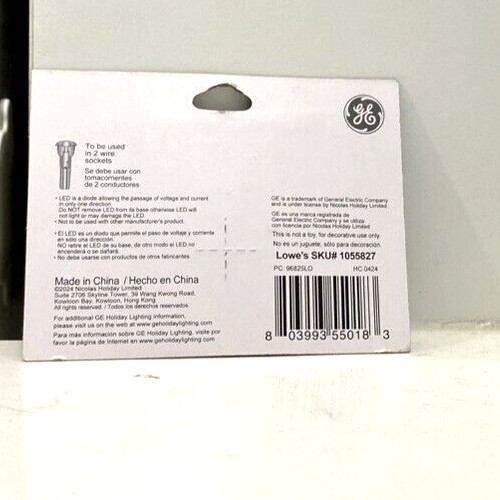 GE
To be used
in 2 wire
sockets
Se debe usar con
tomacorrientes
de 2 conductores
• LED is a diode allowing the passage of voltage and current
in only one direction.
Do NOT remove LED from its base otherwise LED will
not light or may damage the LED.
• Not to be used with other manufacturer's product.
• El LED es un diodo que permite el paso de voltaje y corriente
en sólo una dirección.
NO retire el LED de su base, de otro modo el LED no
encenderá o se dañará.
• No debe usarse con productos de otros fabricantes.
Made in China / Hecho en China
©2024 Nicolas Holiday Limited
Suite 2706 Skyline Tower, 39 Wang Kwong Road,
Kowloon Bay, Kowloon, Hong Kong
All rights reserved. / Todos los derechos reservados.
For additional GE Holiday Lighting information,
please visit us on the web at www.geholidaylighting.com
Para más información sobre GE Holiday Lighting, visite por
favor la página de Internet en www.geholidaylighting.com
GE is a trademark of General Electric Company
and is under license by Nicolas Holiday Limited
GE es una marca registrada de
General Electric Company y se utiliza
con licencia por Nicolas Holiday Limited
This is not a toy, for decorative use only.
No es un juguete; sólo para decoración.
Lowe's SKU# 1055827
PC: 96825LO HC.0424
8 03993 55018 3